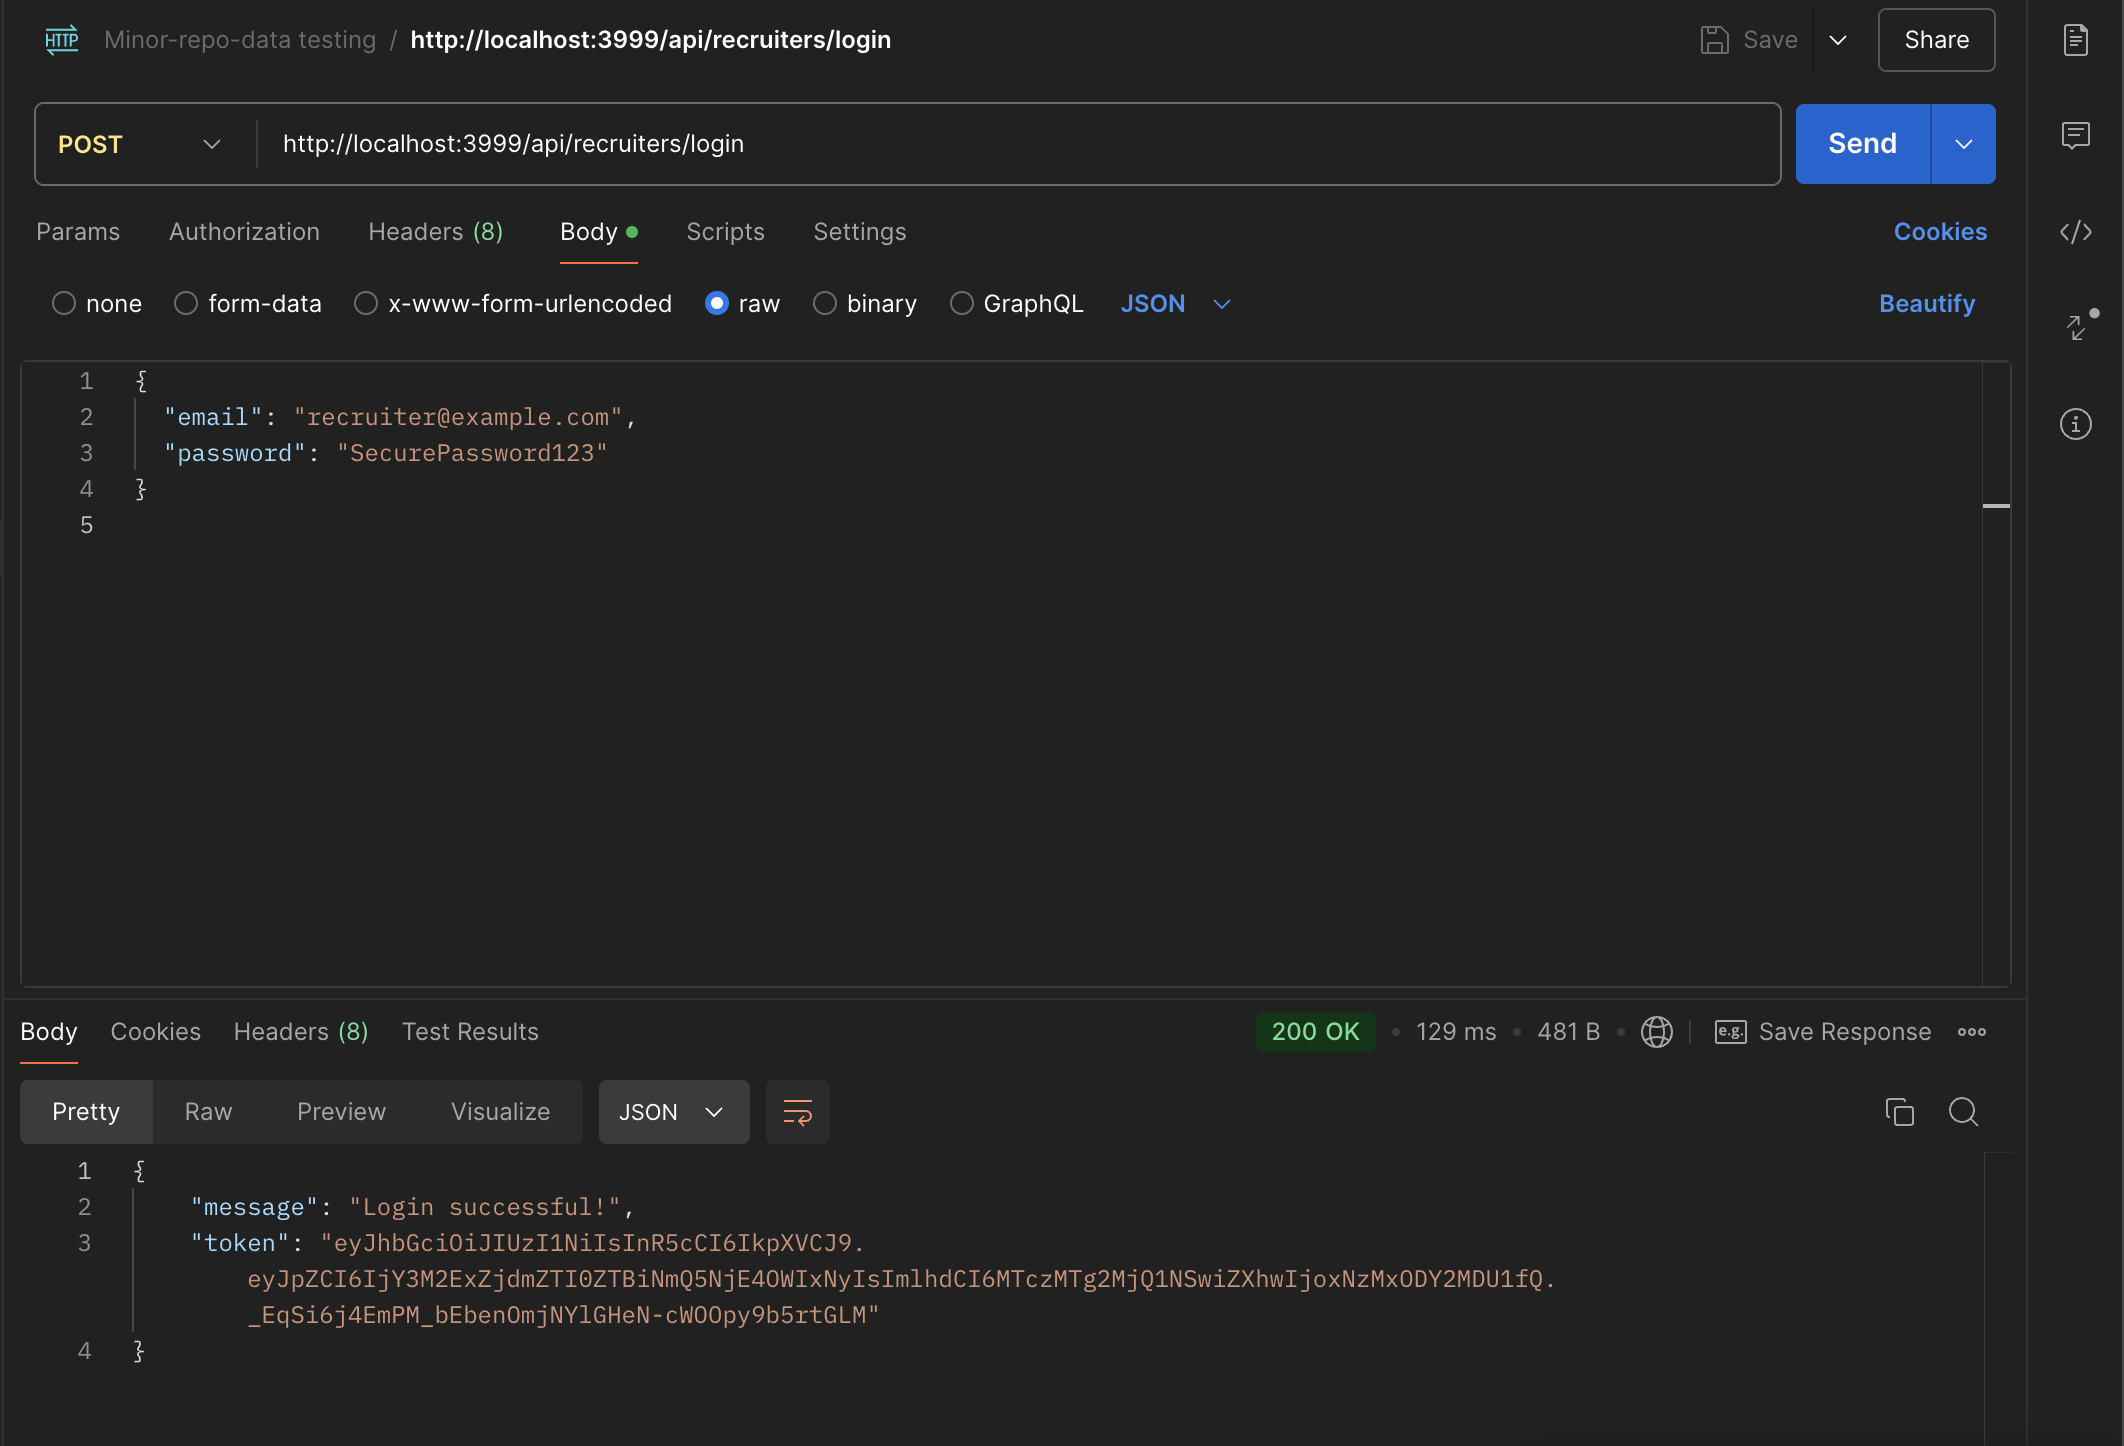 HTTP Minor-repo-data testing / http://localhost:3999/api/recruiters/login Save Share
POST http://localhost:3999/api/recruiters/login Send
Params Authorization Headers (8) Body Scripts Settings Cookies
none form-data x-www-form-urlencoded raw binary GraphQL JSON Beautify
1 {
2 "email": "recruiter@example.com",
3 "password": "SecurePassword123"
4 }
5
Body Cookies Headers (8) Test Results 200 OK • 129 ms • 481 B • e.g. Save Response
Pretty Raw Preview Visualize JSON
1 {
2 "message": "Login successful!",
3 "token": "eyJhbGciOiJIUzI1NiIsInR5cCI6IkpXVCJ9.
eyJpZCI6IjY3M2ExZjdmZTI0ZTBiNmQ5NjE4OWIxNyIsImlhdCI6MTczMTg2MjQ1NSwiZXhwIjoxNzMxODY2MDU1fQ.
_EqSi6j4EmPM_bEbenOmjNYlGHeN-cWOOpy9b5rtGLM"
4 }